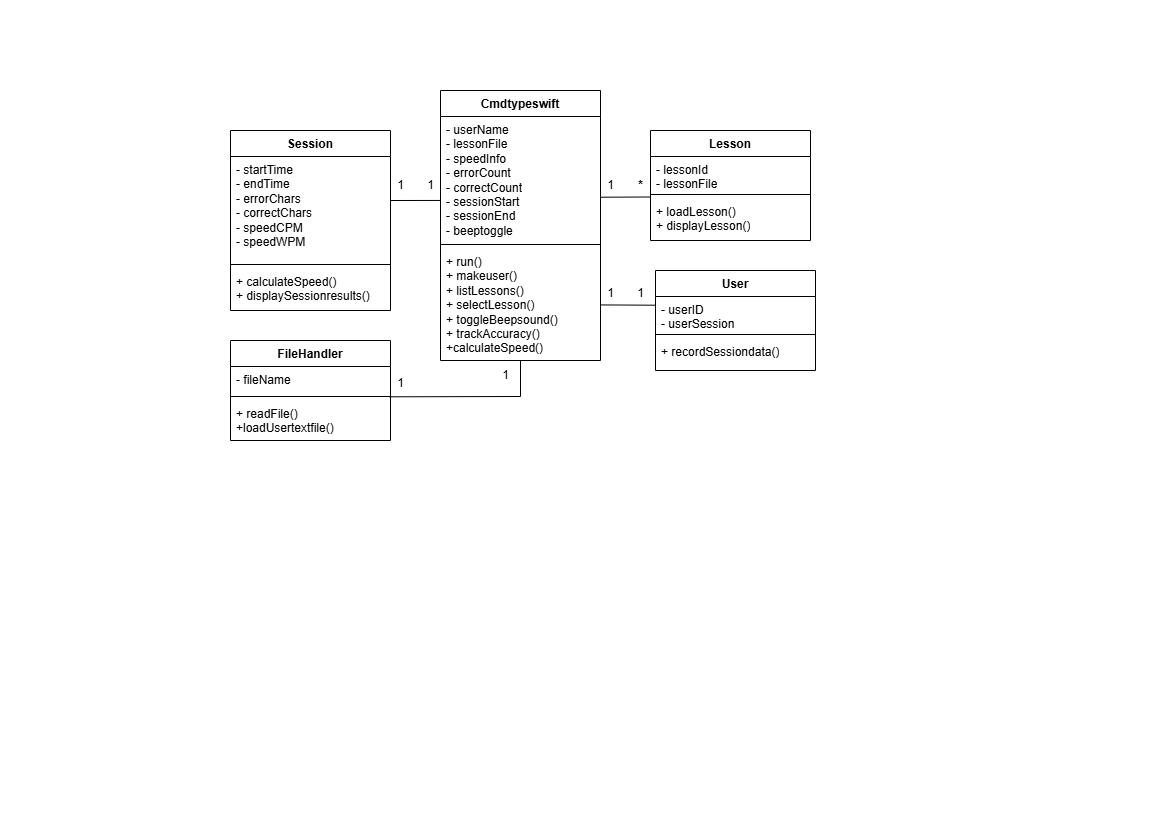 Cmdtypeswift
- userName
- lessonFile
- speedInfo
- errorCount
- correctCount
- sessionStart
- sessionEnd
- beeptoggle
+ run()
+ makeuser()
+ listLessons()
+ selectLesson()
+ toggleBeepsound()
+ trackAccuracy()
+calculateSpeed()
Session
- startTime
- endTime
- errorChars
- correctChars
- speedCPM
- speedWPM
+ calculateSpeed()
+ displaySessionresults()
1 1
1 *
Lesson
- lessonId
- lessonFile
+ loadLesson()
+ displayLesson()
1 1
User
- userID
- userSession
+ recordSessiondata()
FileHandler
- fileName
+ readFile()
+loadUsertextfile()
1
1